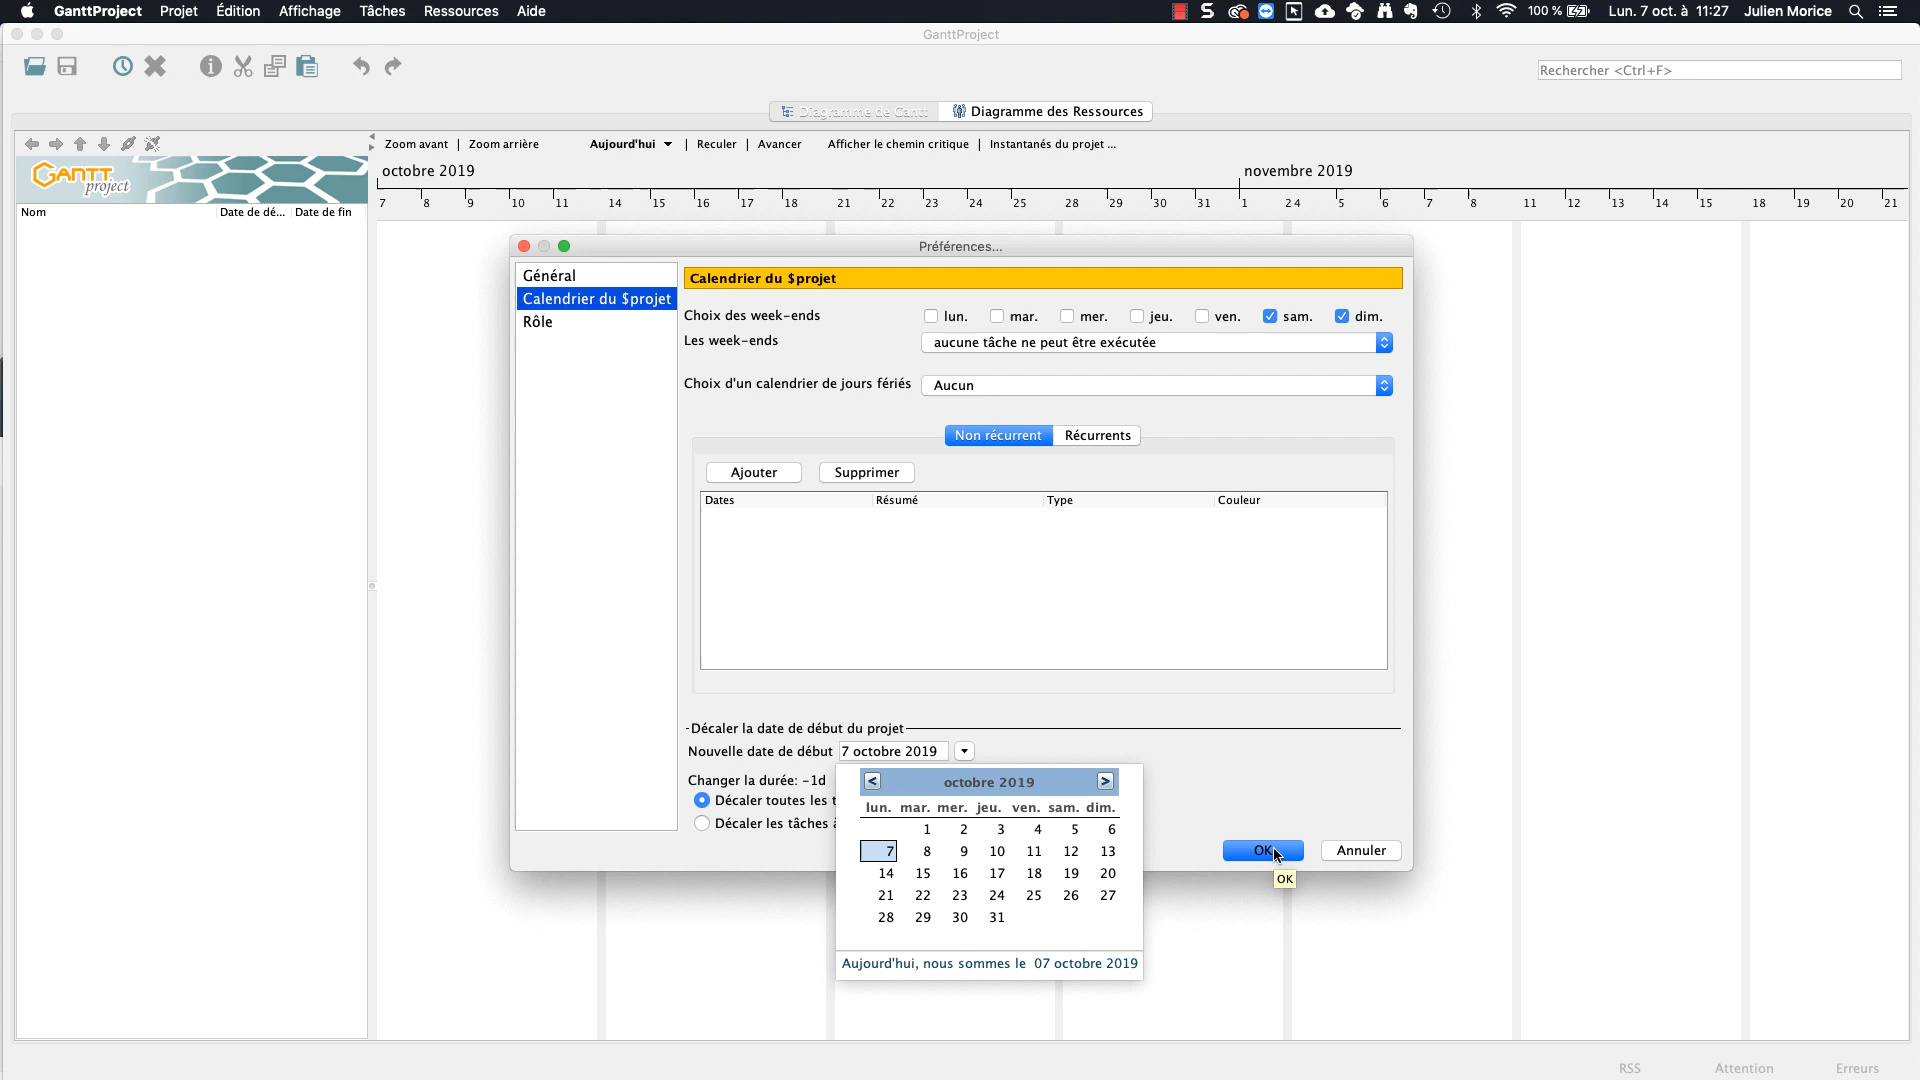 GanttProject Projet Édition Affichage Tâches Ressources Aide 100 % Lun. 7 oct. à 11:27 Julien Morice
GanttProject
Rechercher <Ctrl+F>
Diagramme de Gantt Diagramme des Ressources
Zoom avant | Zoom arrière Aujourd'hui | Reculer | Avancer Afficher le chemin critique | Instantanés du projet ...
GANTT project
octobre 2019 novembre 2019
7 8 9 10 11 14 15 16 17 18 21 22 23 24 25 28 29 30 31 1 2 4 5 6 7 8 11 12 13 14 15 18 19 20 21
Nom Date de dé... Date de fin
Préférences...
Général
Calendrier du $projet
Rôle
Calendrier du $projet
Choix des week-ends lun. mar. mer. jeu. ven. sam. dim.
Les week-ends aucune tâche ne peut être exécutée
Choix d'un calendrier de jours fériés Aucun
Non récurrent Récurrents
Ajouter Supprimer
Dates Résumé Type Couleur
Décaler la date de début du projet
Nouvelle date de début 7 octobre 2019
Changer la durée: -1d
Décaler toutes les t
Décaler les tâches
< octobre 2019 >
lun. mar. mer. jeu. ven. sam. dim.
1 2 3 4 5 6
7 8 9 10 11 12 13
14 15 16 17 18 19 20
21 22 23 24 25 26 27
28 29 30 31
Aujourd'hui, nous sommes le 07 octobre 2019
OK Annuler
OK
RSS Attention Erreurs